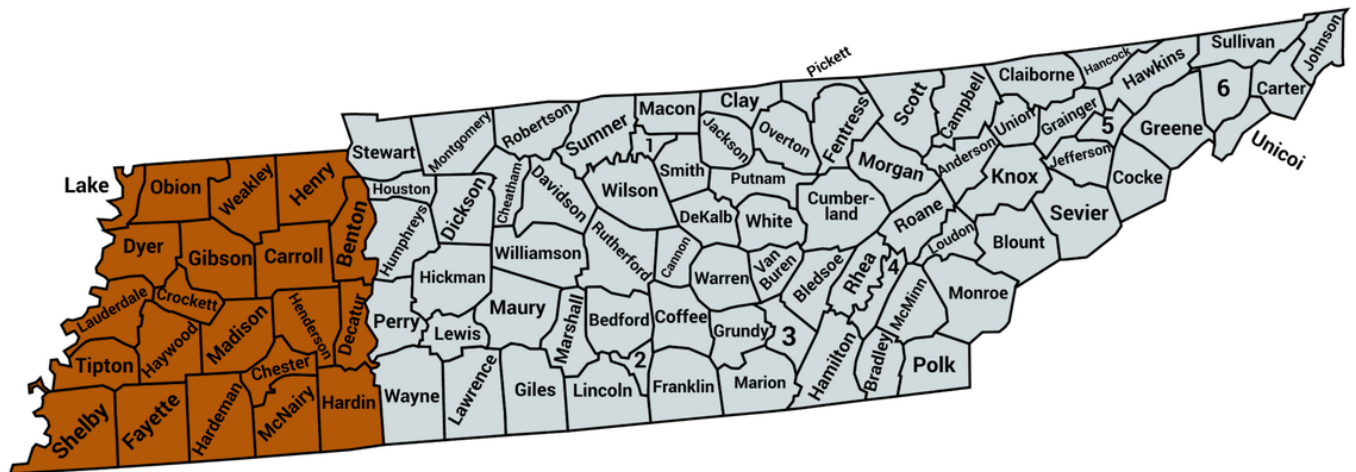 Pickett
Johnson
Sullivan
Hancock
Hawkins
Claiborne
Carter
6
Campbell
Scott
Union
Grainger
5
Greene
Unicoi
Clay
Macon
Robertson
Sumner
Montgomery
Stewart
1
Jackson
Overton
Fentress
Morgan
Anderson
Jefferson
Knox
Cocke
Smith
Putnam
Wilson
Cheatham
Davidson
Houston
Dickson
Humphreys
Henry
Weakley
Obion
Lake
Benton
Cumber-
land
DeKalb
White
Roane
Sevier
Loudon
Blount
Dyer
Gibson
Carroll
Williamson
Rutherford
Cannon
Warren
Van
Buren
Bledsoe
Rhea
4
Hickman
McMinn
Monroe
Lauderdale
Crockett
Haywood
Madison
Henderson
Decatur
Perry
Lewis
Maury
Marshall
Bedford
Coffee
Grundy
3
Tipton
Chester
2
Hamilton
Bradley
Polk
Shelby
Fayette
Hardeman
McNairy
Hardin
Wayne
Lawrence
Giles
Lincoln
Franklin
Marion